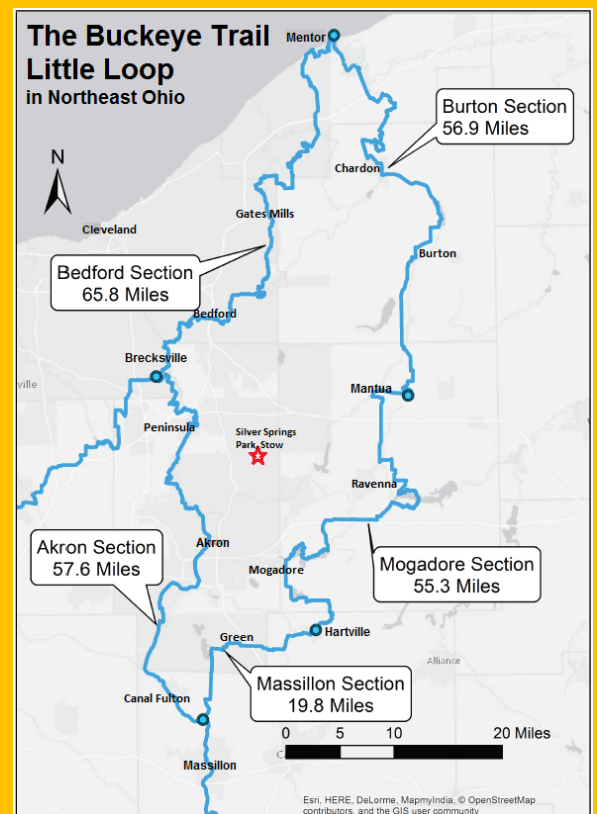 The Buckeye Trail
Little Loop
in Northeast Ohio
Mentor
Burton Section
56.9 Miles
N
Chardon
Gates Mills
Cleveland
Burton
Bedford Section
65.8 Miles
Bedford
Brecksville
ville
Mantua
Peninsula
Silver Springs
Park, Stow
Ravenna
Akron Section
57.6 Miles
Akron
Mogadore
Mogadore Section
55.3 Miles
Green
Hartville
Alliance
Massillon Section
19.8 Miles
Canal Fulton
0 5 10 20 Miles
Massillon
C
Esri, HERE, DeLorme, MapmyIndia, © OpenStreetMap
contributors, and the GIS user community